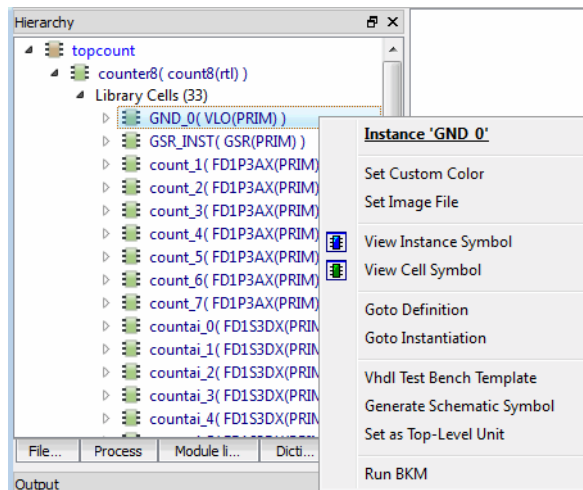 Hierarchy
topcount
counter8( count8(rtl) )
Library Cells (33)
GND_0( VLO(PRIM) )
GSR_INST( GSR(PRIM) )
count_1( FD1P3AX(PRIM)
count_2( FD1P3AX(PRIM)
count_3( FD1P3AX(PRIM)
count_4( FD1P3AX(PRIM)
count_5( FD1P3AX(PRIM)
count_6( FD1P3AX(PRIM)
count_7( FD1P3AX(PRIM)
countai_0( FD1S3DX(PRIM
countai_1( FD1S3DX(PRIM
countai_2( FD1S3DX(PRIM
countai_3( FD1S3DX(PRIM
countai_4( FD1S3DX(PRIM
File... Process Module li... Dicti...
Output
Instance 'GND_0'
Set Custom Color
Set Image File
View Instance Symbol
View Cell Symbol
Goto Definition
Goto Instantiation
Vhdl Test Bench Template
Generate Schematic Symbol
Set as Top-Level Unit
Run BKM